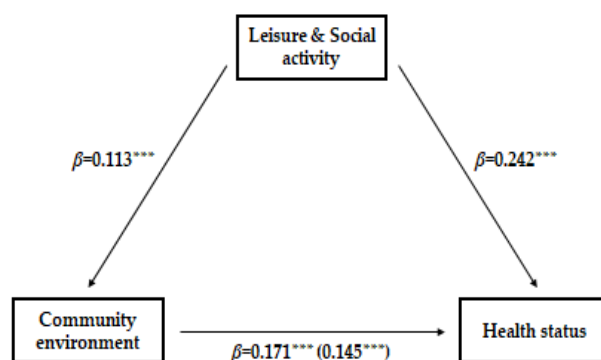 Leisure & Social
activity
β=0.113***
β=0.242***
Community
environment
β=0.171*** (0.145***)
Health status